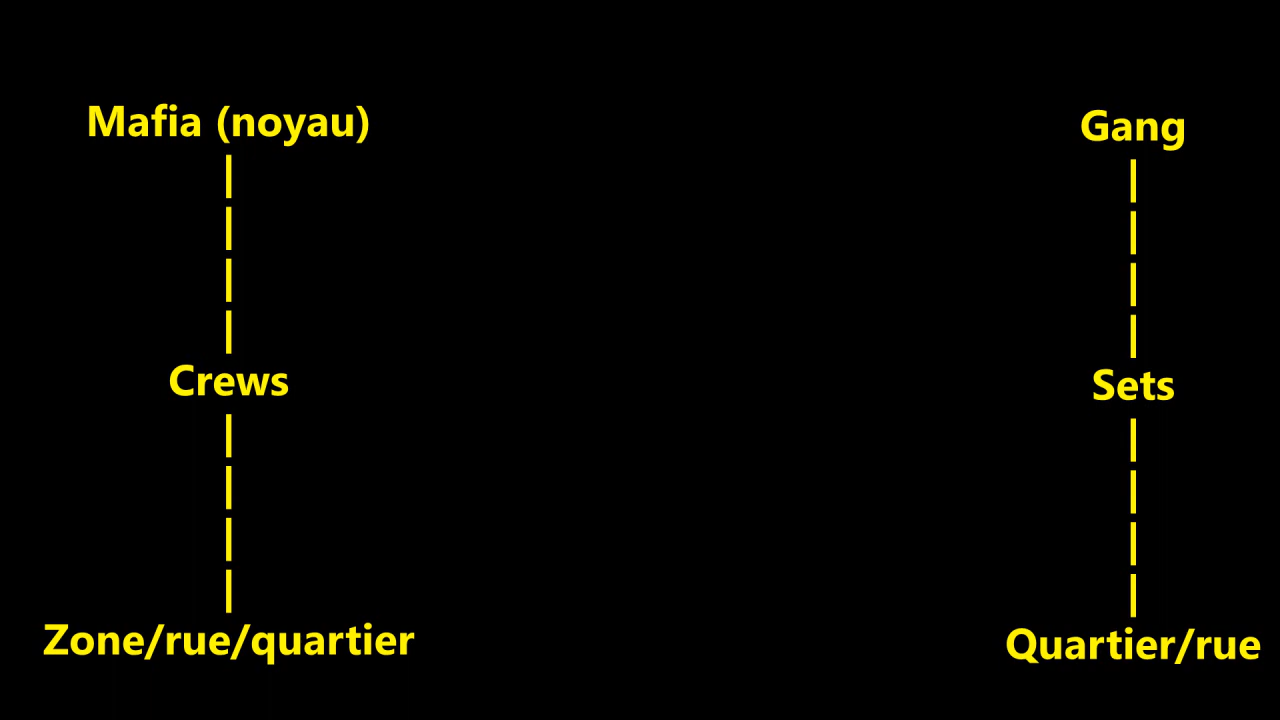 Mafia (noyau)
Crews
Zone/rue/quartier
Gang
Sets
Quartier/rue